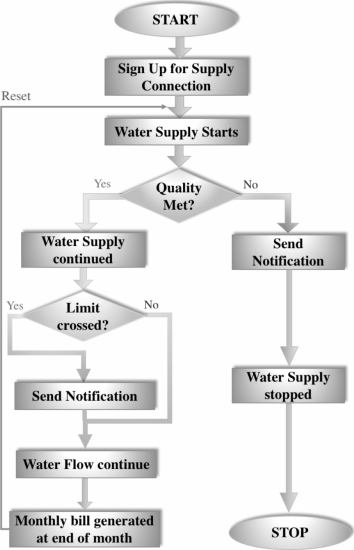 START
Sign Up for Supply
Connection
Reset
Water Supply Starts
Yes
Quality
Met?
No
Water Supply
continued
Send
Notification
Yes
Limit
crossed?
No
Send Notification
Water Supply
stopped
Water Flow continue
Monthly bill generated
at end of month
STOP